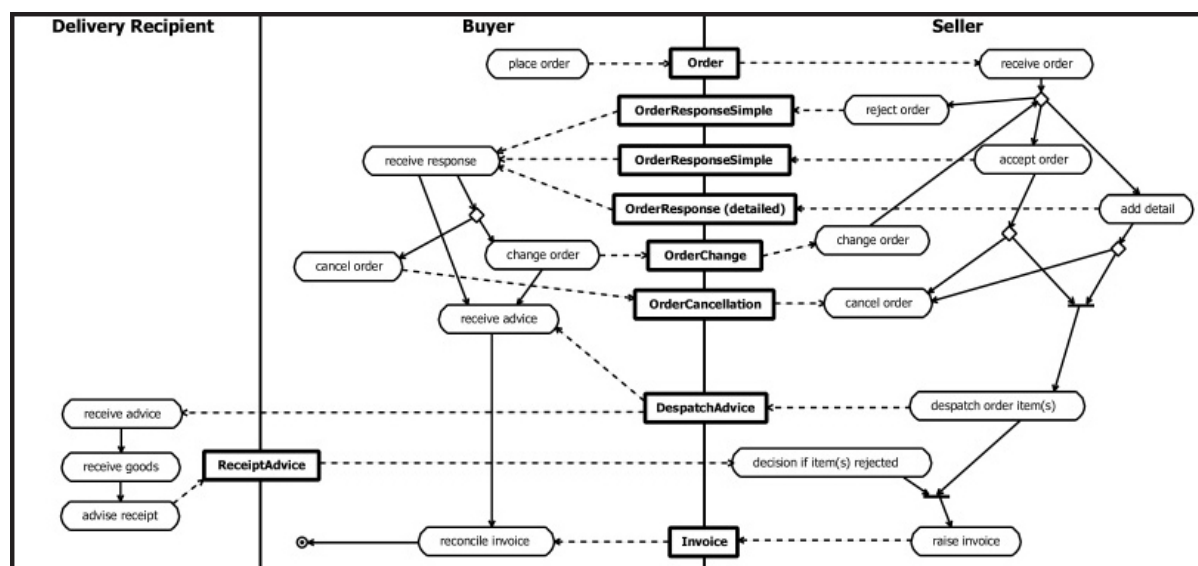 Delivery Recipient
Buyer
Seller
place order
Order
receive order
OrderResponseSimple
reject order
receive response
OrderResponseSimple
accept order
OrderResponse (detailed)
add detail
change order
OrderChange
change order
cancel order
OrderCancellation
cancel order
receive advice
receive advice
DespatchAdvice
despatch order item(s)
receive goods
ReceiptAdvice
decision if item(s) rejected
advise receipt
reconcile invoice
Invoice
raise invoice